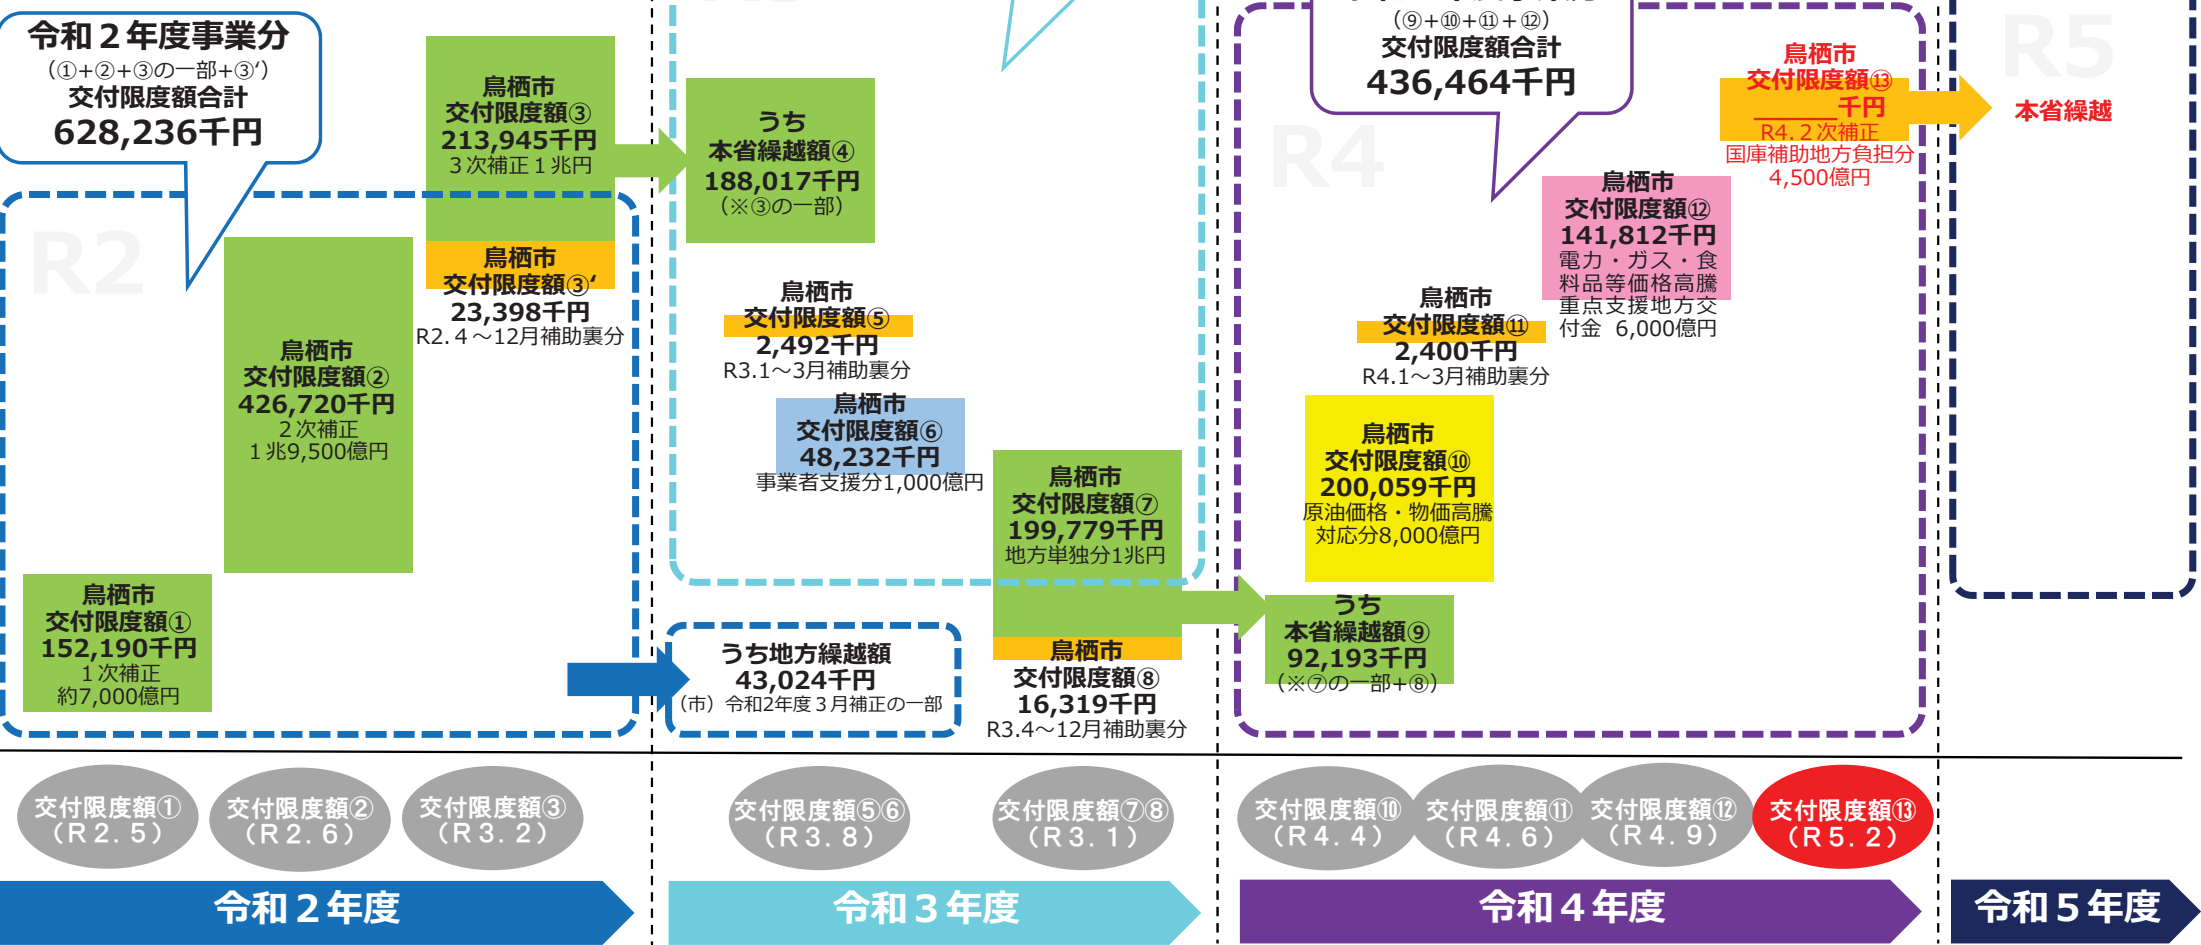 令和２年度事業分
（①+②+③の一部+③‘）
交付限度額合計
628,236千円
R2
鳥栖市
交付限度額①
152,190千円
１次補正
約7,000億円
鳥栖市
交付限度額②
426,720千円
２次補正
１兆9,500億円
鳥栖市
交付限度額③
213,945千円
３次補正１兆円
鳥栖市
交付限度額③‘
23,398千円
R2.４～12月補助裏分
うち
本省繰越額④
188,017千円
（※③の一部）
鳥栖市
交付限度額⑤
2,492千円
R3.1～3月補助裏分
鳥栖市
交付限度額⑥
48,232千円
事業者支援分1,000億円
鳥栖市
交付限度額⑦
199,779千円
地方単独分1兆円
鳥栖市
交付限度額⑧
16,319千円
R3.4～12月補助裏分
うち地方繰越額
43,024千円
（市）令和2年度３月補正の一部
（⑨+⑩+⑪+⑫）
交付限度額合計
436,464千円
R4
うち
本省繰越額⑨
92,193千円
（※⑦の一部+⑧）
鳥栖市
交付限度額⑩
200,059千円
原油価格・物価高騰
対応分8,000億円
鳥栖市
交付限度額⑪
2,400千円
R4.1～3月補助裏分
鳥栖市
交付限度額⑫
141,812千円
電力・ガス・食
料品等価格高騰
重点支援地方交
付金 6,000億円
鳥栖市
交付限度額⑬
______千円
R4.２次補正
国庫補助地方負担分
4,500億円
R5
本省繰越
交付限度額①
（R２.５）
交付限度額②
（R２.６）
交付限度額③
（R３.２）
交付限度額⑤⑥
（R３.８）
交付限度額⑦⑧
（R３.１）
交付限度額⑩
（R４.４）
交付限度額⑪
（R４.６）
交付限度額⑫
（R４.９）
交付限度額⑬
（R５.２）
令和２年度
令和３年度
令和４年度
令和５年度